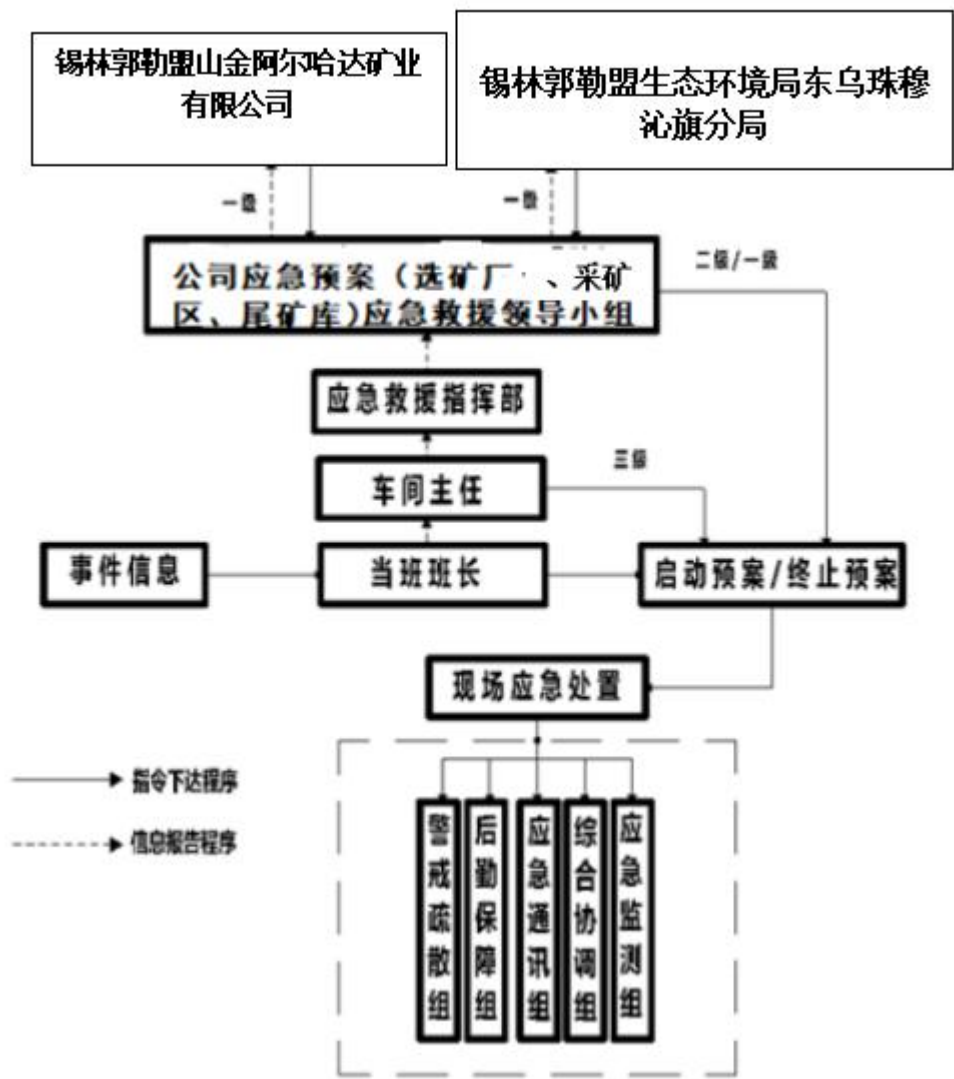 锡林郭勒盟山金阿尔哈达矿业
有限公司
锡林郭勒盟生态环境局东乌珠穆
沁旗分局
一级
一级
公司应急预案（选矿厂、采矿
区、尾矿库)应急救援领导小组
二级/一级
应急救援指挥部
车间主任
三级
事件信息
当班班长
启动预案/终止预案
现场应急处置
指令下达程序
信息报告程序
警戒疏散组
后勤保障组
应急通讯组
综合协调组
应急监测组